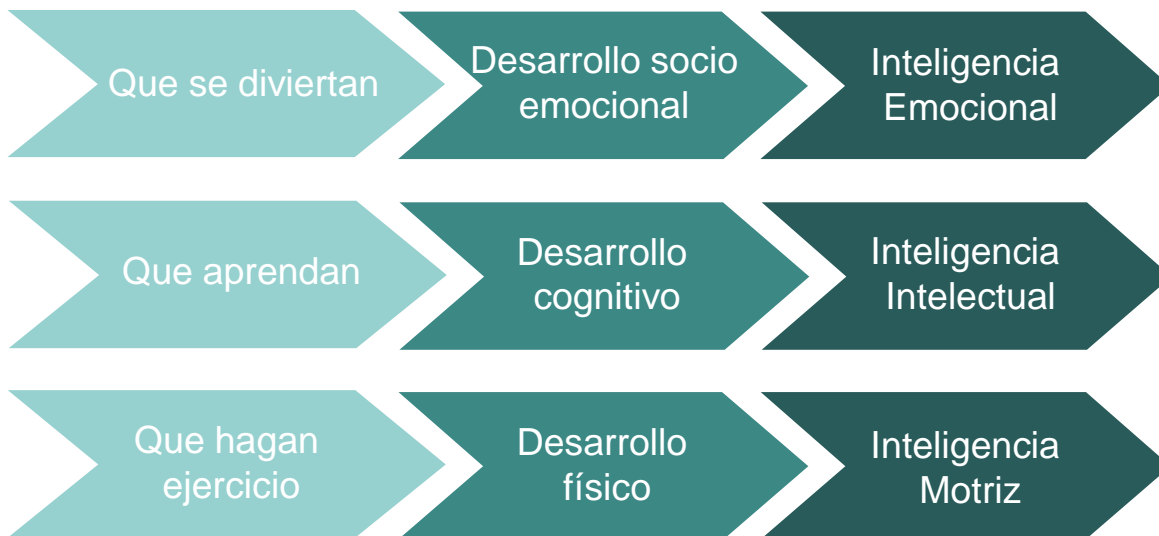 Que se diviertan
Desarrollo socio
emocional
Inteligencia
Emocional
Que aprendan
Desarrollo
cognitivo
Inteligencia
Intelectual
Que hagan
ejercicio
Desarrollo
físico
Inteligencia
Motriz